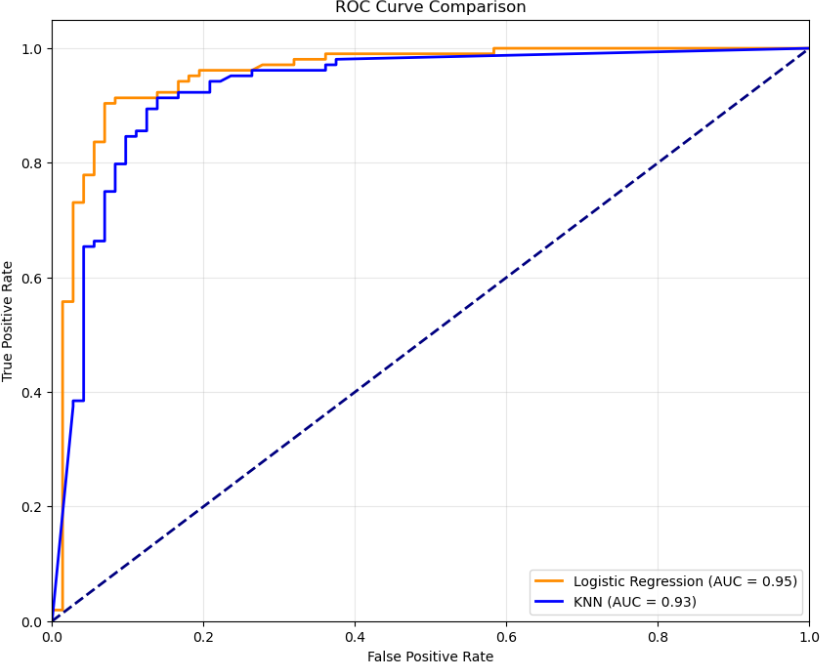 ROC Curve Comparison
1.0
0.8
0.6
0.4
0.2
0.0
True Positive Rate
Logistic Regression (AUC = 0.95)
KNN (AUC = 0.93)
0.0 0.2 0.4 0.6 0.8 1.0
False Positive Rate